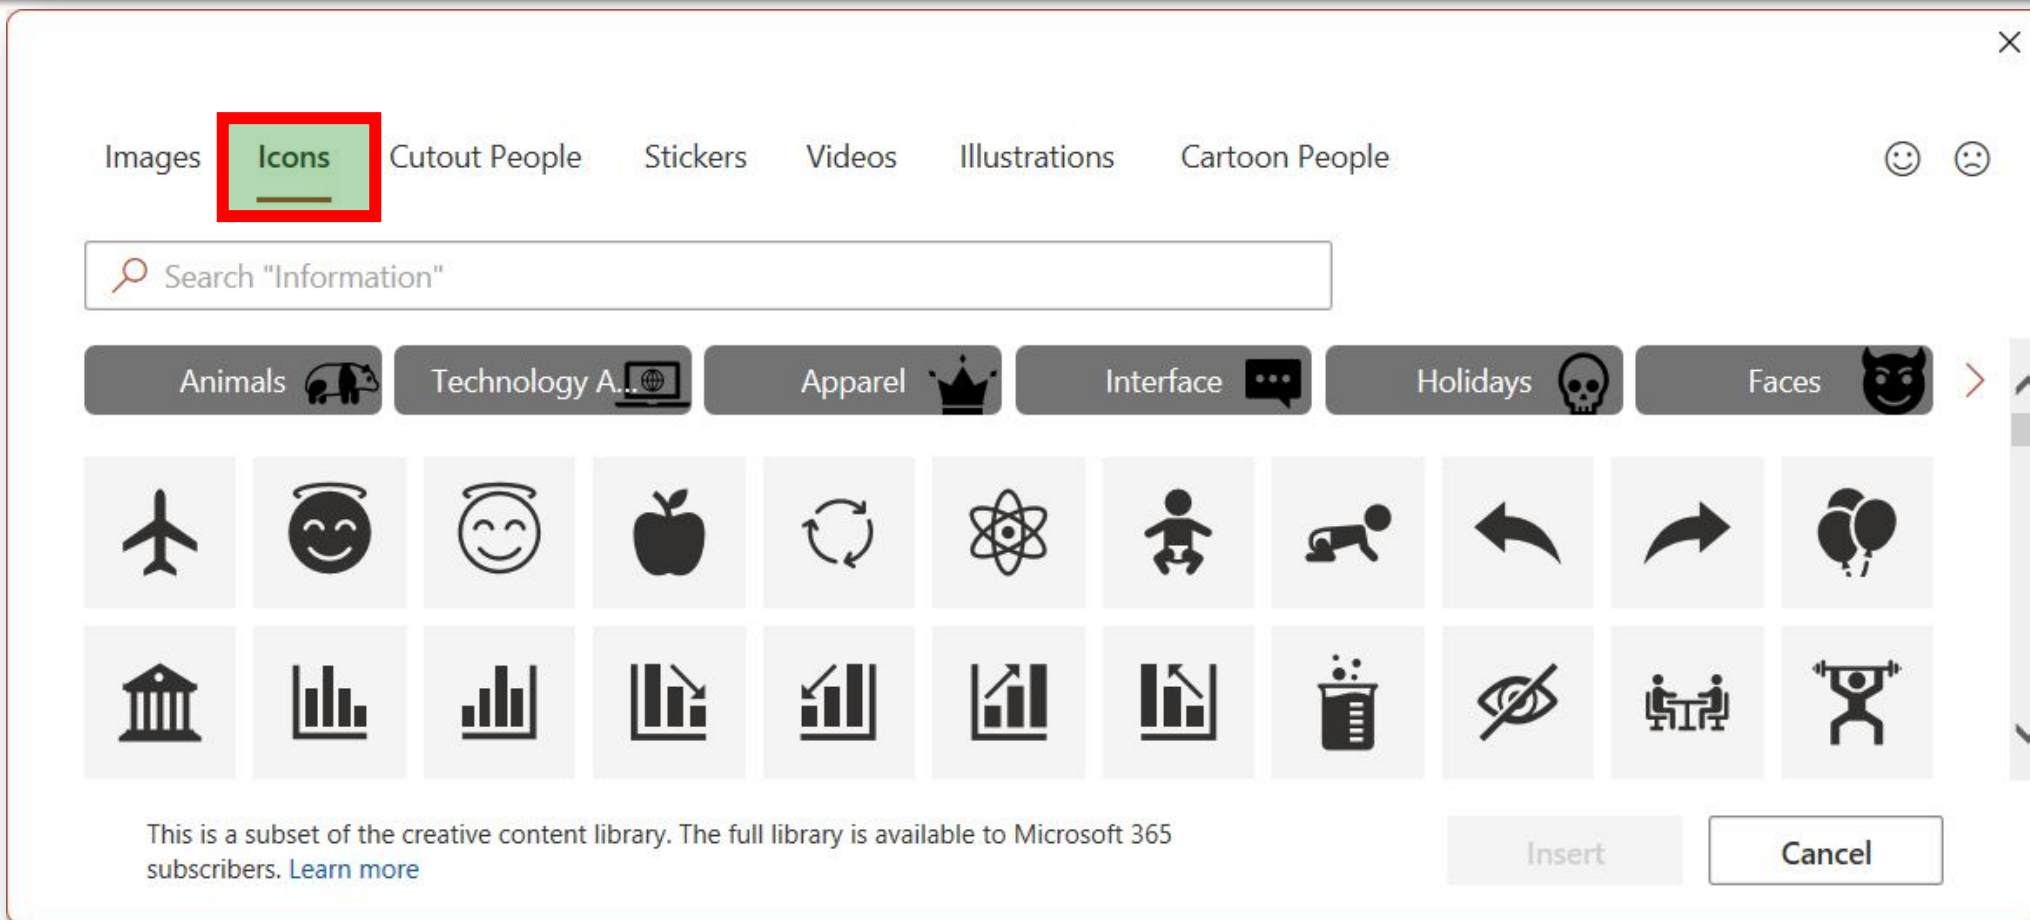 Images Icons Cutout People Stickers Videos Illustrations Cartoon People
Search "Information"
Animals Technology A... Apparel Interface Holidays Faces
This is a subset of the creative content library. The full library is available to Microsoft 365
subscribers. Learn more
Insert Cancel